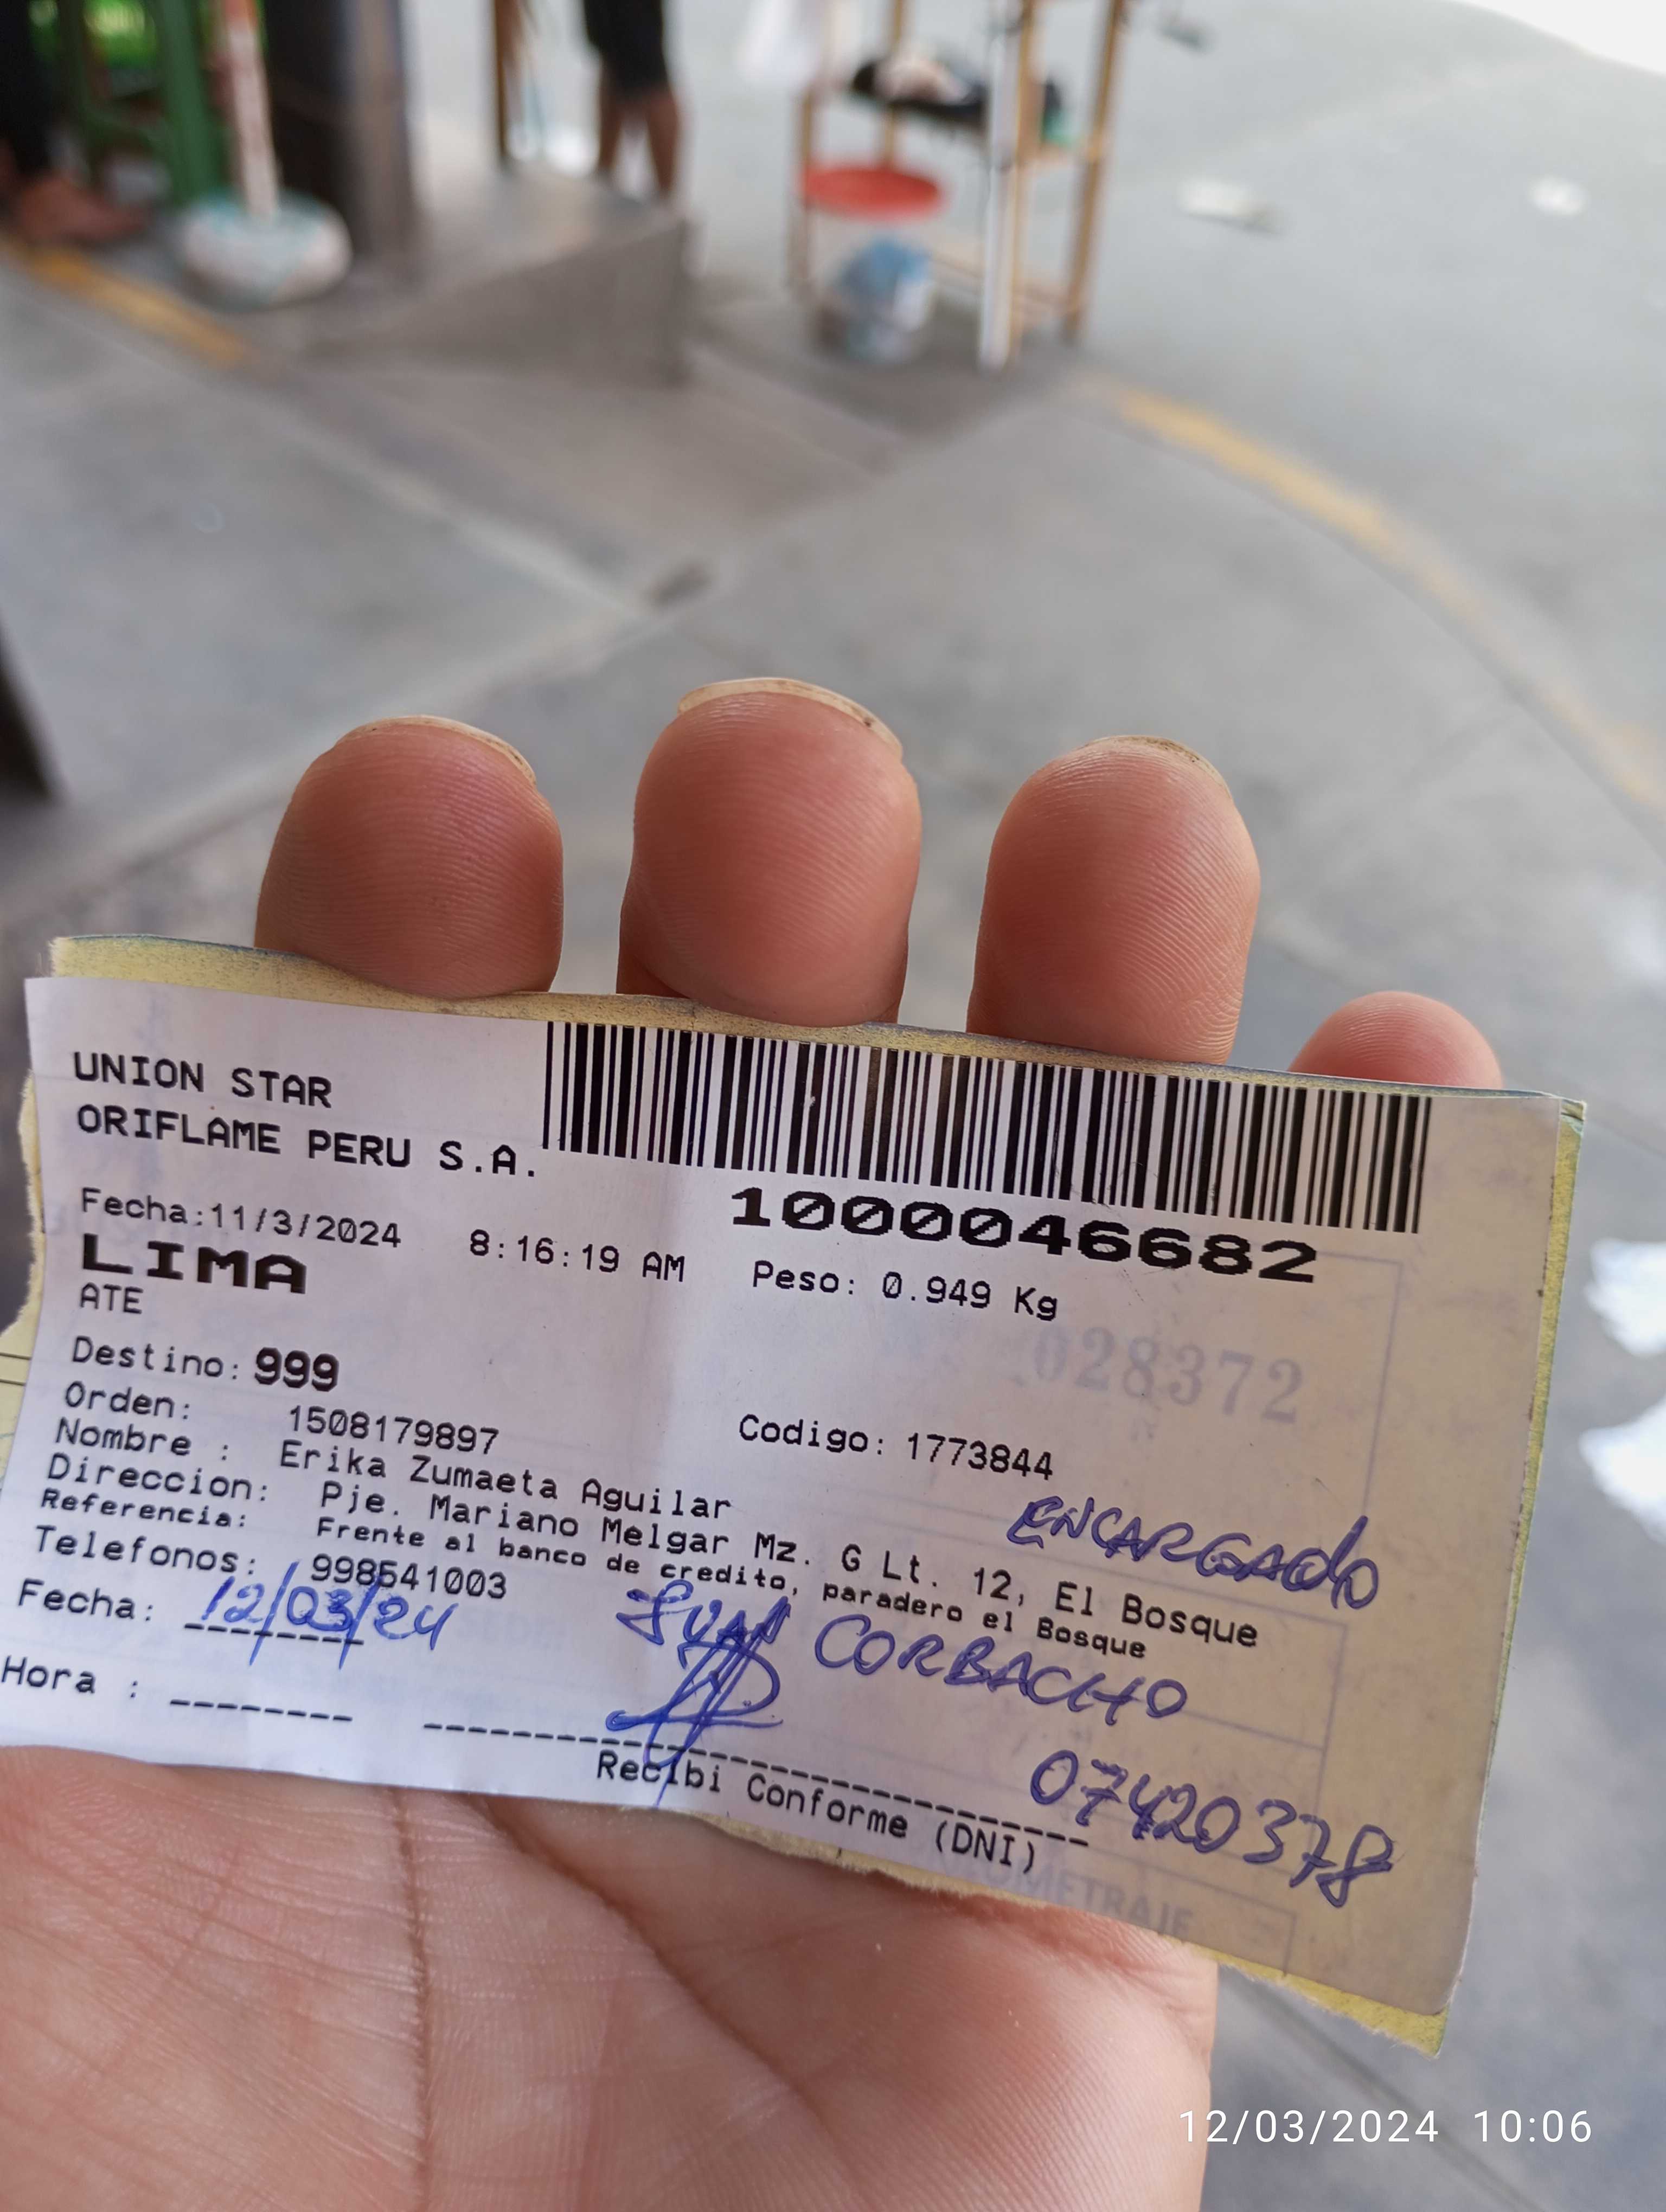 UNION STAR
ORIFLAME PERU S.A.
1000046682
Fecha:11/3/2024 8:16:19 AM Peso: 0.949 Kg
LIMA
ATE
028372
Destino: 999
Orden: 1508179897 Codigo: 1773844
Nombre : Erika Zumaeta Aguilar
Direccion: Pje. Mariano Melgar Mz. G Lt. 12, El Bosque
Referencia: Frente al banco de credito, paradero el Bosque
Telefonos: 998541003
ENCARGADO
Fecha: 12/03/24
JUAN CORBACHO
Hora :
07420378
Recibi Conforme (DNI)
OMETRAJE
12/03/2024 10:06